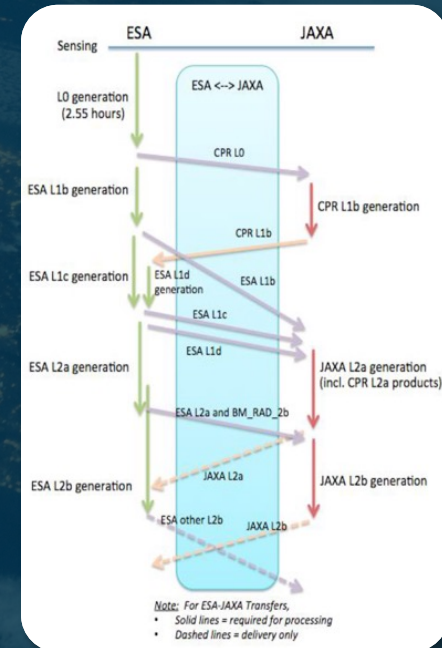 ESA
JAXA
Sensing
ESA <--> JAXA
L0 generation
(2.55 hours)
CPR L0
ESA L1b generation
CPR L1b generation
CPR L1b
ESA L1c generation
ESA L1d
generation
ESA L1b
ESA L1c
ESA L1d
ESA L2a generation
JAXA L2a generation
(incl. CPR L2a products)
ESA L2a and BM_RAD_2b
JAXA L2a
ESA L2b generation
JAXA L2b generation
ESA other L2b
JAXA L2b
Note: For ESA-JAXA Transfers,
• Solid lines = required for processing
• Dashed lines = delivery only